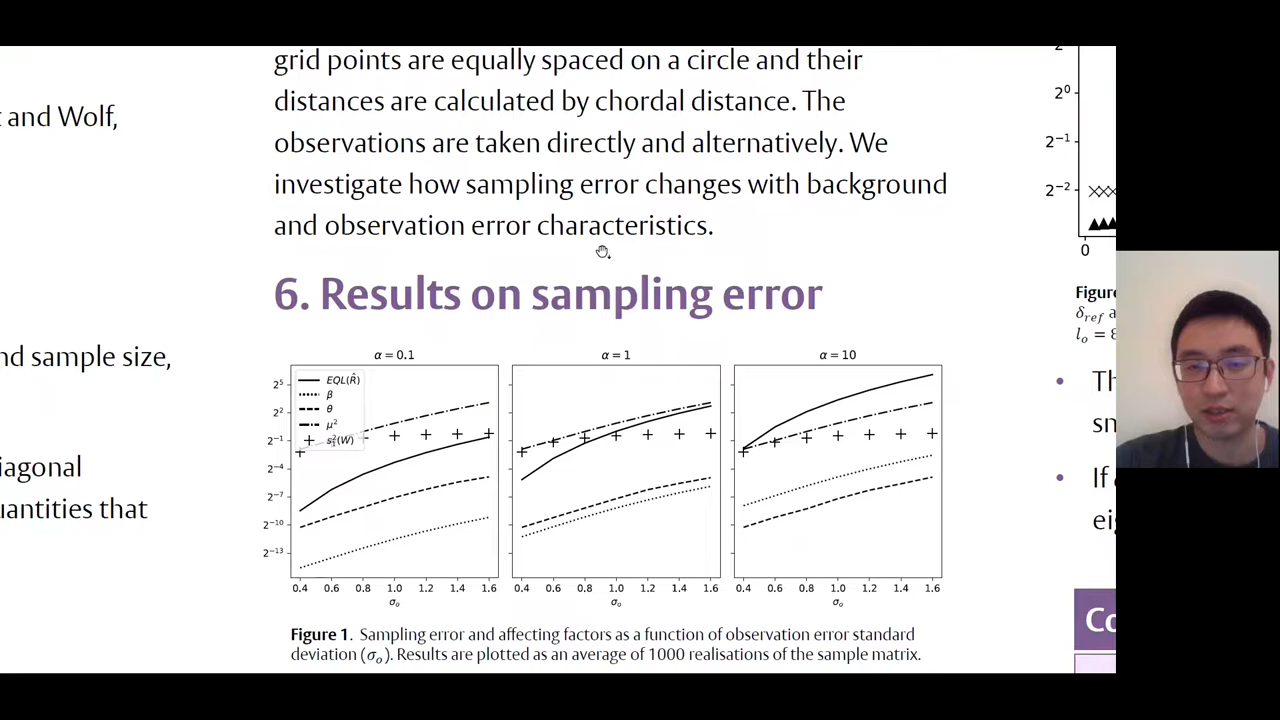 grid points are equally spaced on a circle and their
distances are calculated by chordal distance. The
observations are taken directly and alternatively. We
investigate how sampling error changes with background
and observation error characteristics.
and Wolf,
nd sample size,
iagonal
uantities that
6. Results on sampling error
α = 0.1
α = 1
α = 10
EQL(R̂)
β
θ
μ²
2⁵
2²
2⁻¹
2⁻⁴
2⁻⁷
2⁻¹⁰
2⁻¹³
0.4 0.6 0.8 1.0 1.2 1.4 1.6
σₒ
0.4 0.6 0.8 1.0 1.2 1.4 1.6
σₒ
0.4 0.6 0.8 1.0 1.2 1.4 1.6
σₒ
Figure 1. Sampling error and affecting factors as a function of observation error standard
deviation (σₒ). Results are plotted as an average of 1000 realisations of the sample matrix.
2⁰
2⁻¹
2⁻²
0
Figure
δ_ref a
lₒ = 8
• Th
sm
• If
ei
Co